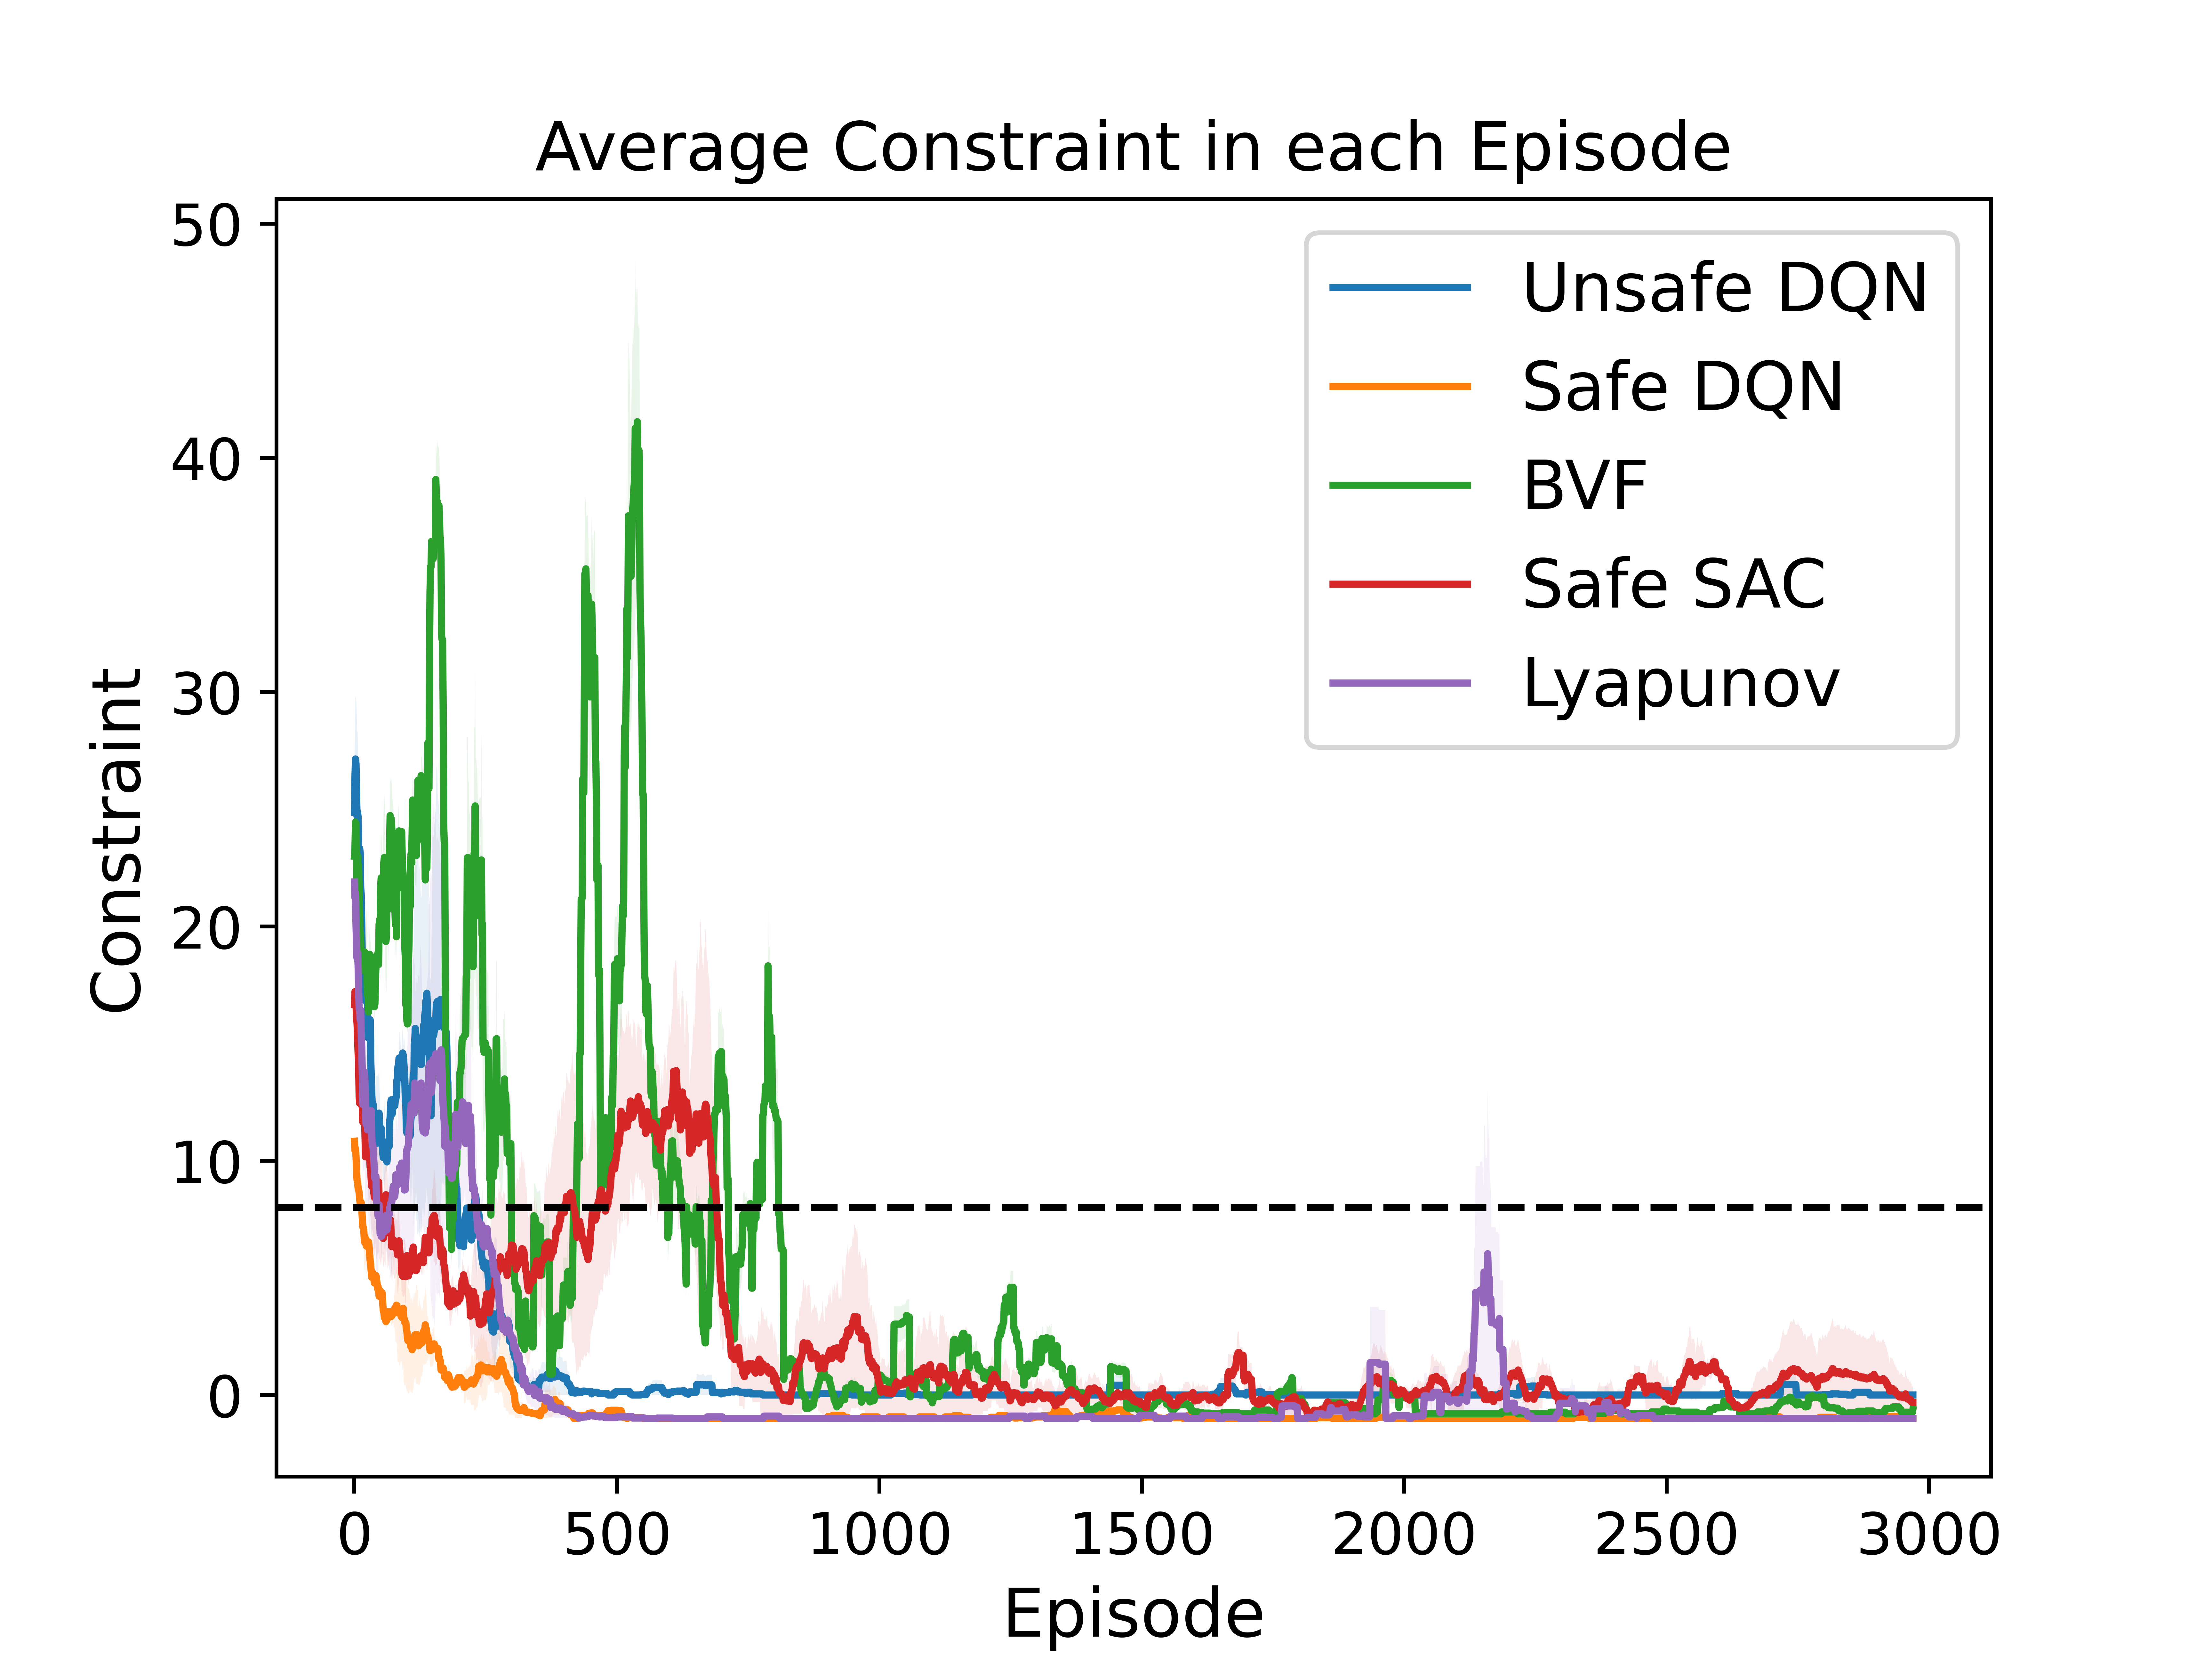 Average Constraint in each Episode
50
40
30
20
10
0
Constraint
Unsafe DQN
Safe DQN
BVF
Safe SAC
Lyapunov
0 500 1000 1500 2000 2500 3000
Episode